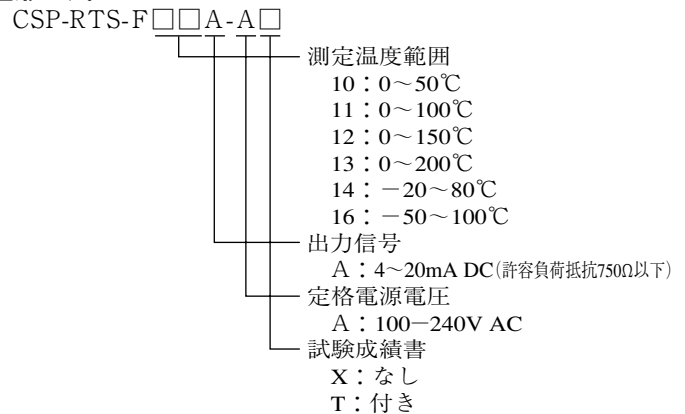 CSP-RTS-F□□A-A□
測定温度範囲
10：0～50℃
11：0～100℃
12：0～150℃
13：0～200℃
14：－20～80℃
16：－50～100℃
出力信号
A：4～20mA DC(許容負荷抵抗750Ω以下)
定格電源電圧
A：100－240V AC
試験成績書
X：なし
T：付き